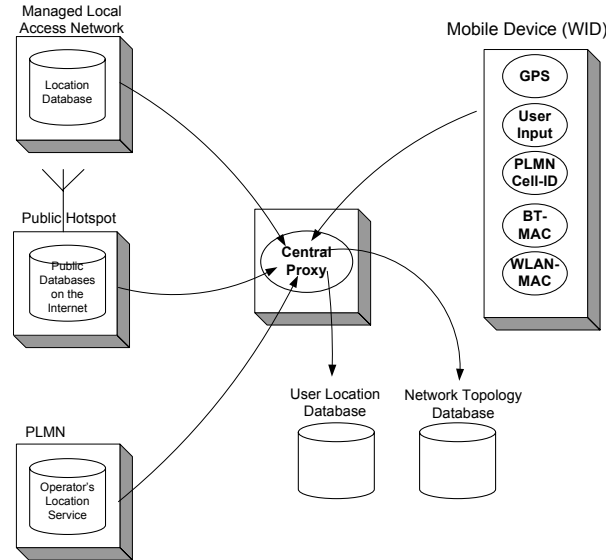 Managed Local
Access Network
Location
Database
Mobile Device (WID)
GPS
User
Input
PLMN
Cell-ID
BT-
MAC
WLAN-
MAC
Public Hotspot
Public
Databases
on the
Internet
Central
Proxy
User Location
Database
Network Topology
Database
PLMN
Operator's
Location
Service